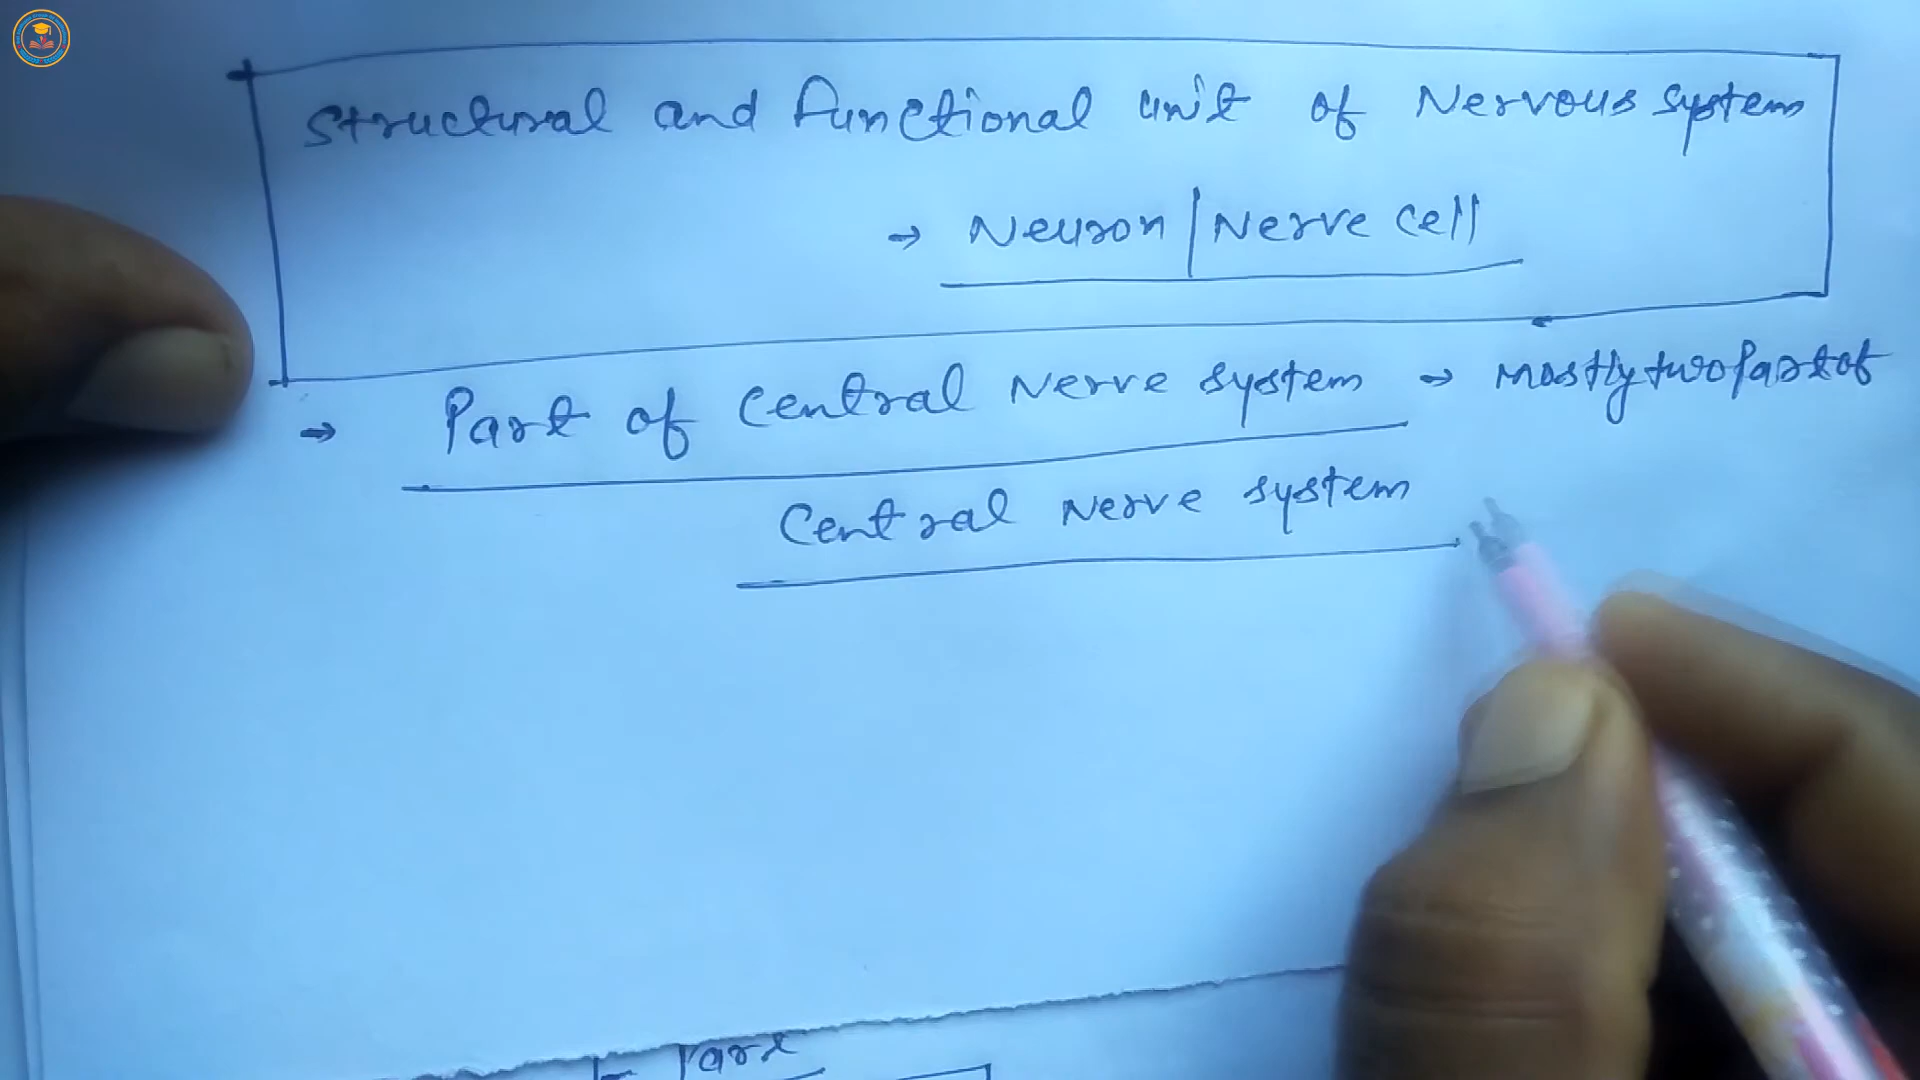 Structural and functional unit of Nervous system
→ Neuron | Nerve cell
→ Part of central Nerve system → mostly two part of
Central Nerve system
Part